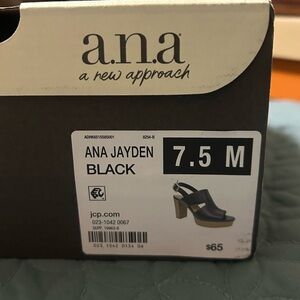 a.n.a
a new approach
ANA JAYDEN
BLACK
7.5 M
jcp.com
023-1042 0067
$65